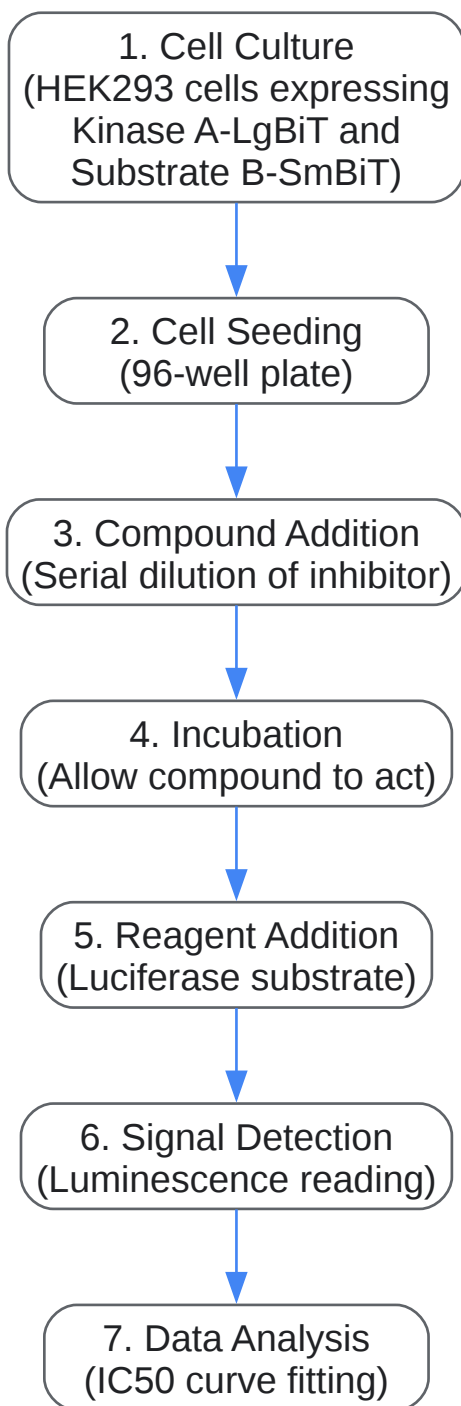 1. Cell Culture
(HEK293 cells expressing
Kinase A-LgBiT and
Substrate B-SmBiT)
2. Cell Seeding
(96-well plate)
3. Compound Addition
(Serial dilution of inhibitor)
4. Incubation
(Allow compound to act)
5. Reagent Addition
(Luciferase substrate)
6. Signal Detection
(Luminescence reading)
7. Data Analysis
(IC50 curve fitting)